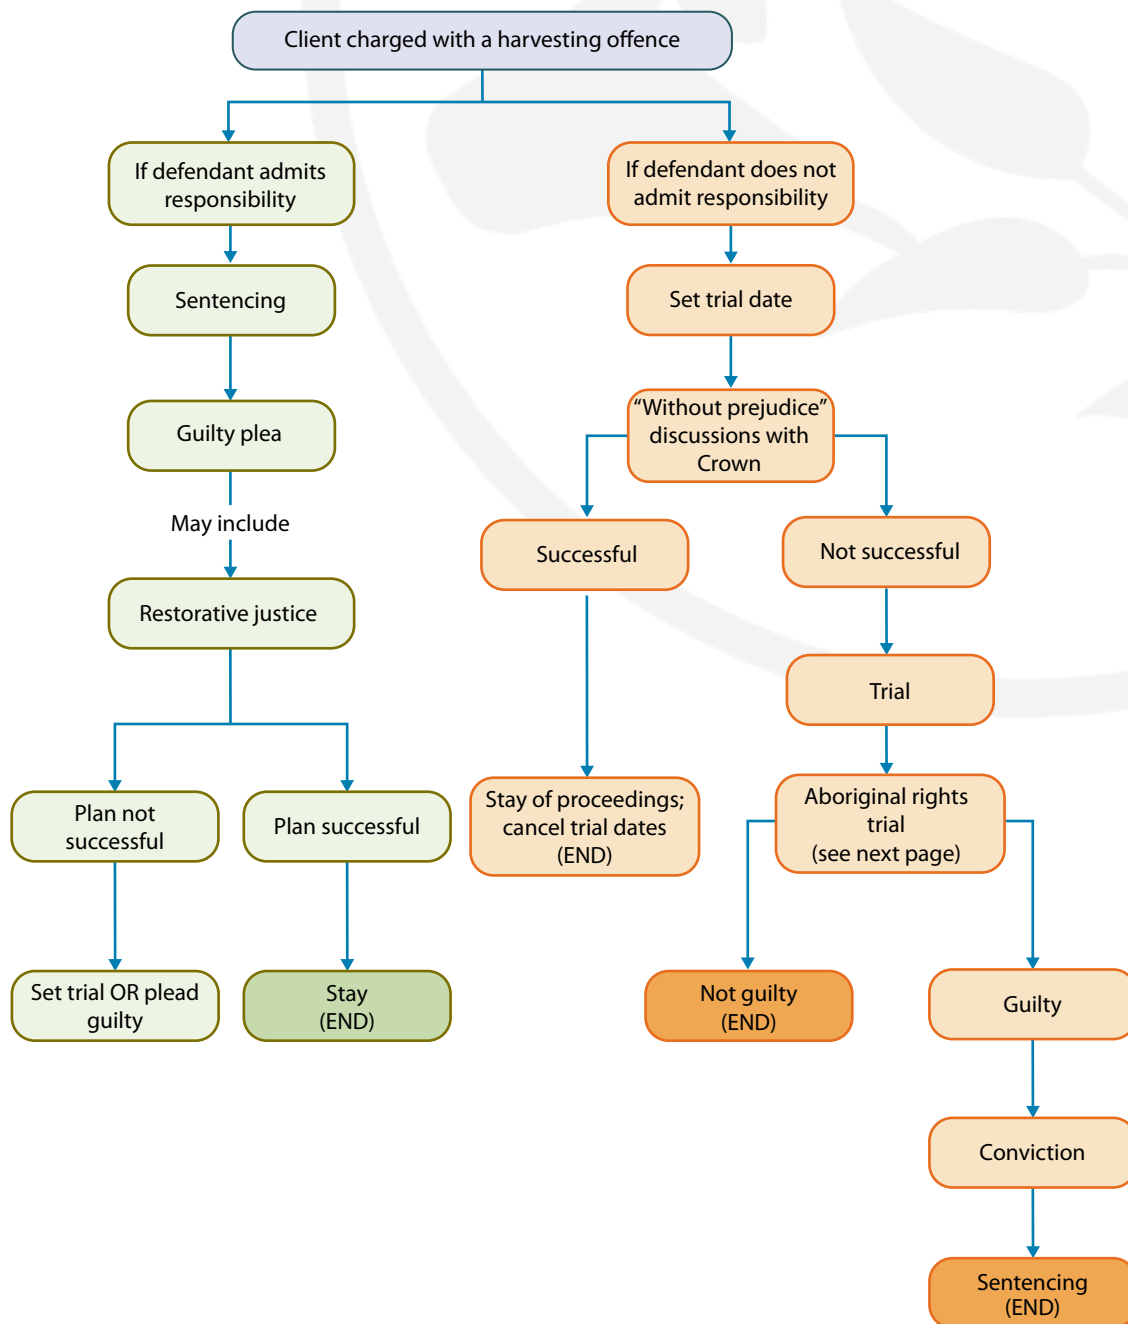 Client charged with a harvesting offence
If defendant admits
responsibility
If defendant does not
admit responsibility
Sentencing
Set trial date
Guilty plea
“Without prejudice”
discussions with
Crown
May include
Successful
Not successful
Restorative justice
Trial
Plan not
successful
Plan successful
Stay of proceedings;
cancel trial dates
(END)
Aboriginal rights
trial
(see next page)
Set trial OR plead
guilty
Stay
(END)
Not guilty
(END)
Guilty
Conviction
Sentencing
(END)